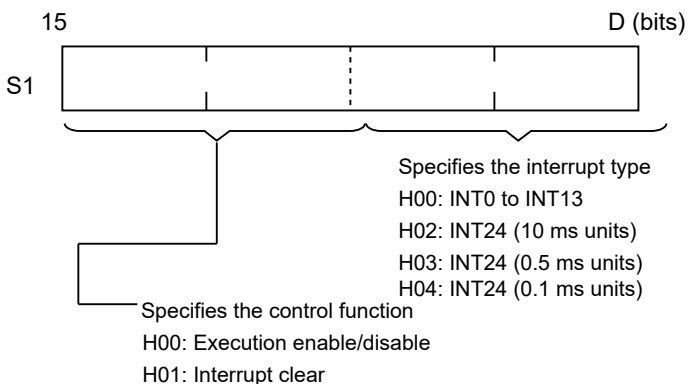 15 D (bits)
S1
Specifies the interrupt type
H00: INT0 to INT13
H02: INT24 (10 ms units)
H03: INT24 (0.5 ms units)
H04: INT24 (0.1 ms units)
Specifies the control function
H00: Execution enable/disable
H01: Interrupt clear